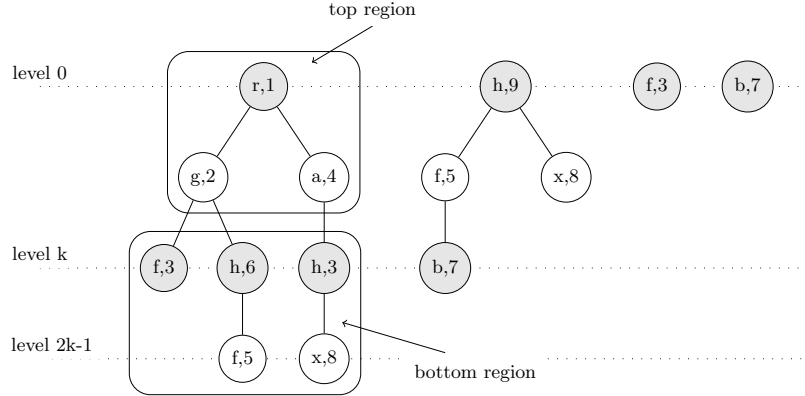 top region
level 0
r,1
h,9
f,3
b,7
g,2
a,4
f,5
x,8
level k
f,3
h,6
h,3
b,7
level 2k-1
f,5
x,8
bottom region